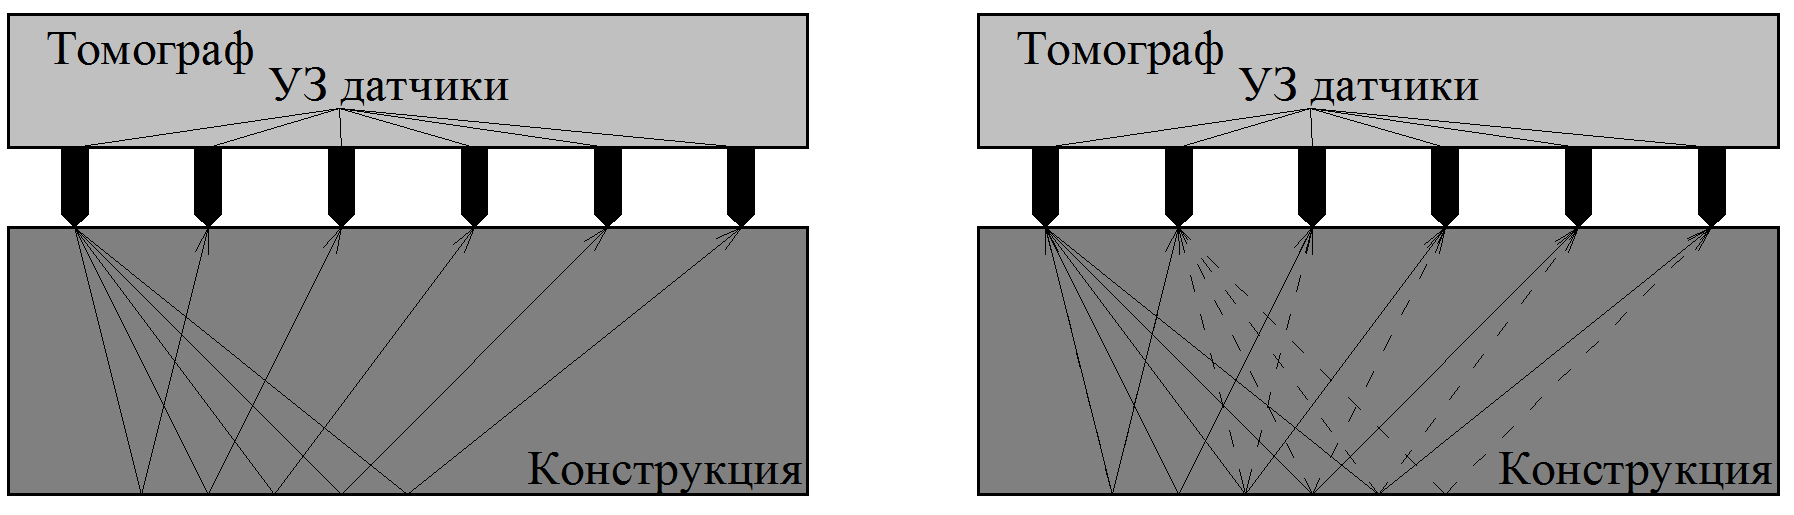 Томограф
УЗ датчики
Конструкция
Томограф
УЗ датчики
Конструкция